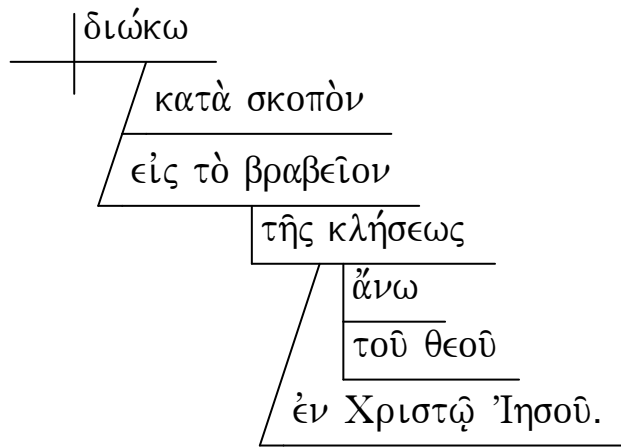 διώκω
κατὰ σκοπὸν
εἰς τὸ βραβεῖον
τῆς κλήσεως
ἄνω
τοῦ θεοῦ
ἐν Χριστῷ Ἰησοῦ.